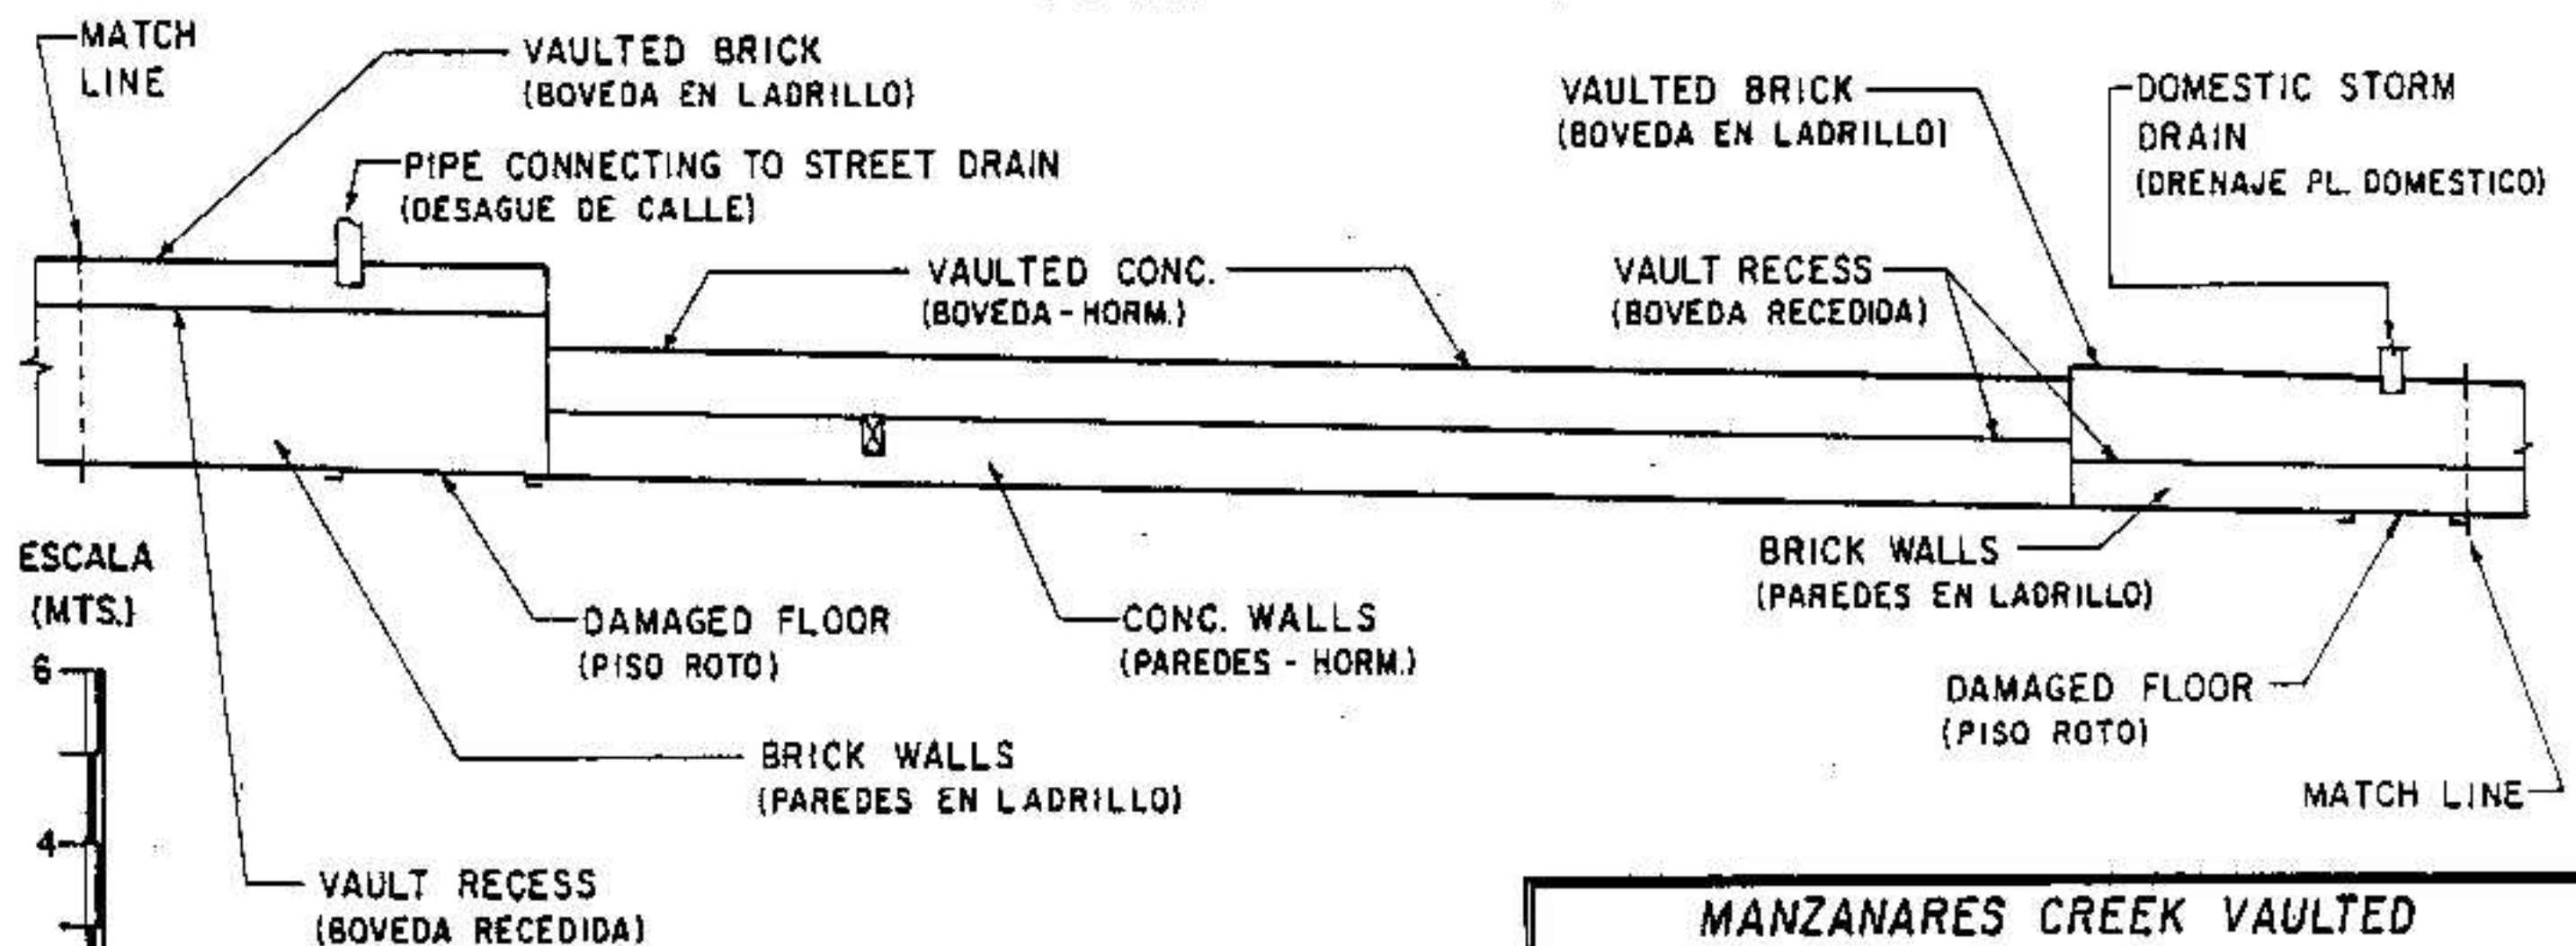 MATCH
LINE
VAULTED BRICK
(BOVEDA EN LADRILLO)
PIPE CONNECTING TO STREET DRAIN
(DESAGUE DE CALLE)
VAULTED CONC.
(BOVEDA - HORM.)
VAULTED BRICK
(BOVEDA EN LADRILLO)
VAULT RECESS
(BOVEDA RECEDIDA)
DOMESTIC STORM
DRAIN
(DRENAJE PL. DOMESTICO)
ESCALA
(MTS.)
6
4
DAMAGED FLOOR
(PISO ROTO)
CONC. WALLS
(PAREDES - HORM.)
BRICK WALLS
(PAREDES EN LADRILLO)
DAMAGED FLOOR
(PISO ROTO)
MATCH LINE
BRICK WALLS
(PAREDES EN LADRILLO)
VAULT RECESS
(BOVEDA RECEDIDA)
MANZANARES CREEK VAULTED